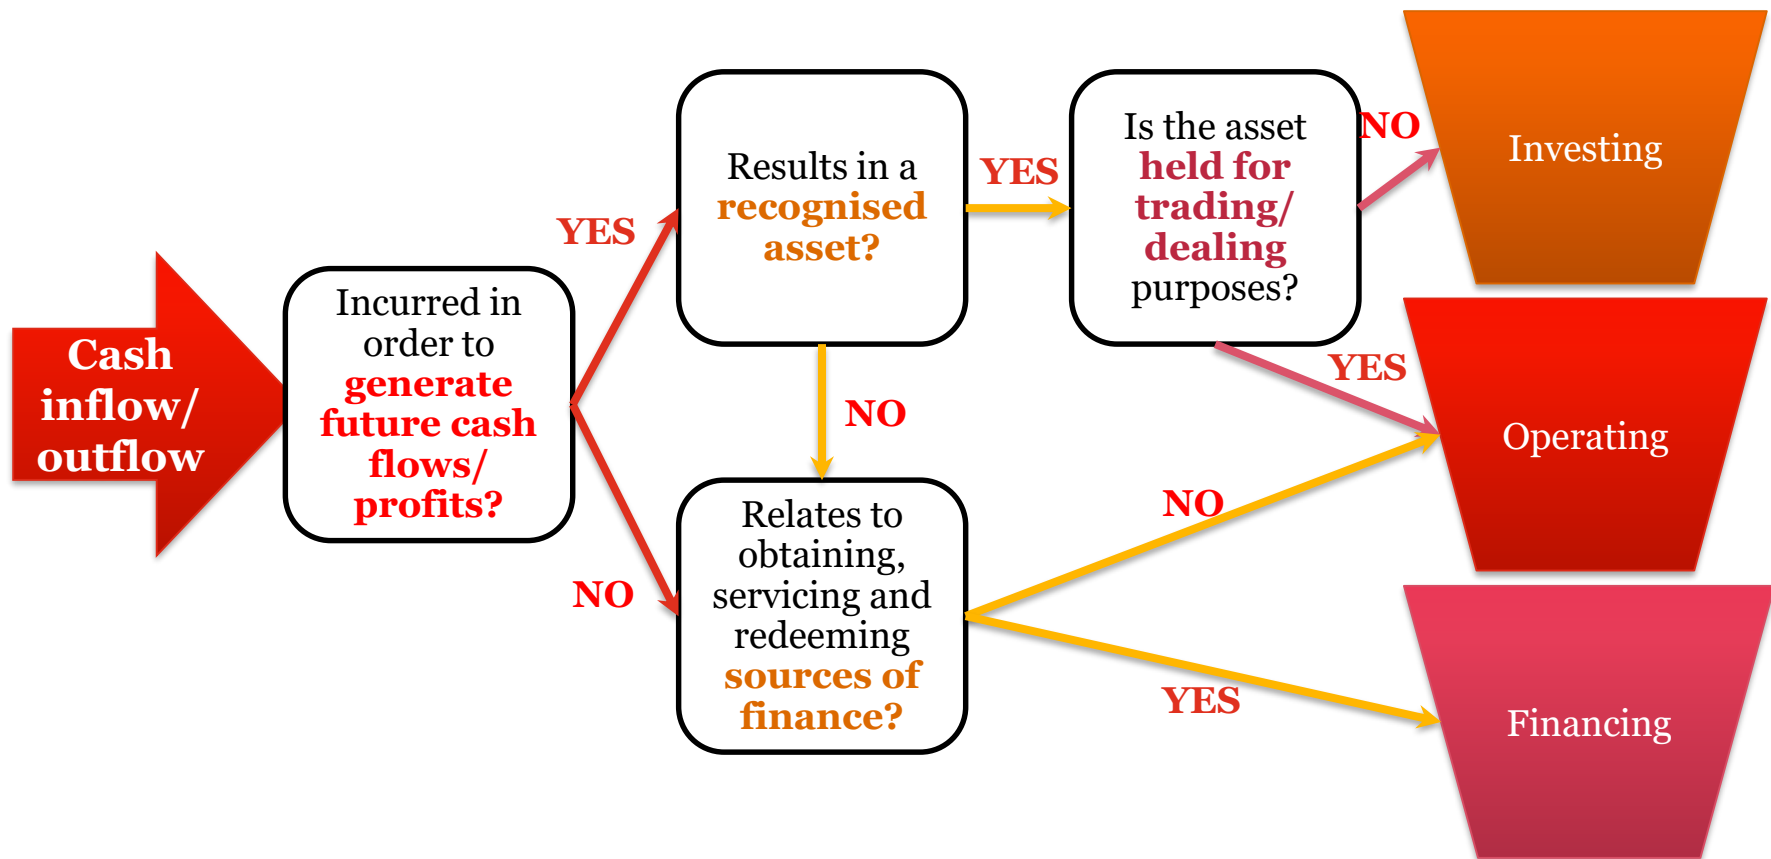 Cash
inflow/
outflow
Incurred in
order to
generate
future cash
flows/
profits?
YES
NO
Results in a
recognised
asset?
YES
NO
Relates to
obtaining,
servicing and
redeeming
sources of
finance?
Is the asset
held for
trading/
dealing
purposes?
NO
YES
NO
YES
Investing
Operating
Financing